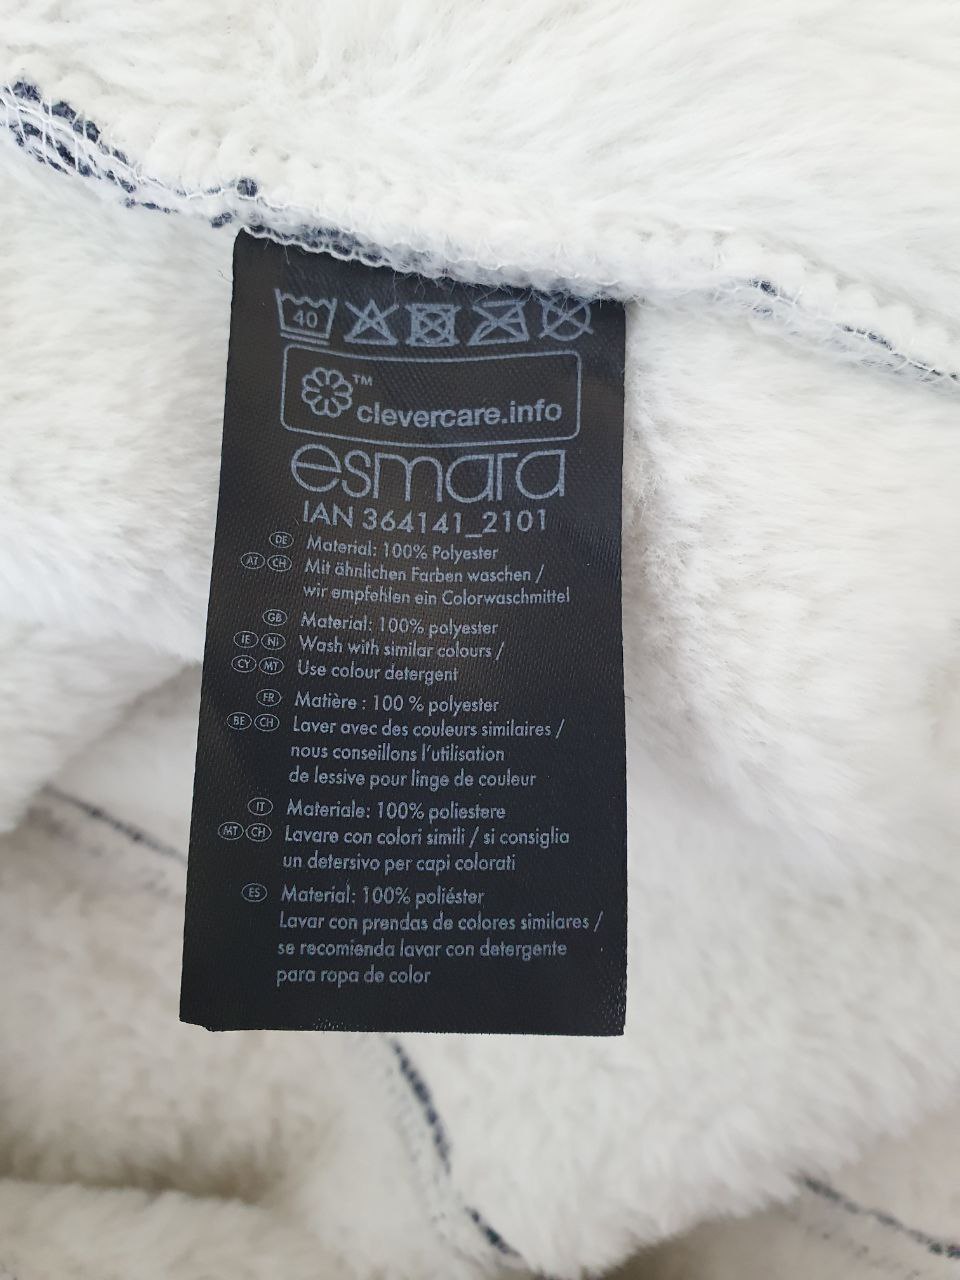 40
™
clevercare.info
esmara
IAN 364141_2101
DE Material: 100% Polyester
AT CH Mit ähnlichen Farben waschen /
wir empfehlen ein Colorwaschmittel
GB Material: 100% polyester
IE NI Wash with similar colours /
CY MT Use colour detergent
FR Matière : 100 % polyester
BE CH Laver avec des couleurs similaires /
nous conseillons l'utilisation
de lessive pour linge de couleur
IT Materiale: 100% poliestere
MT CH Lavare con colori simili / si consiglia
un detersivo per capi colorati
ES Material: 100% poliéster
Lavar con prendas de colores similares /
se recomienda lavar con detergente
para ropa de color